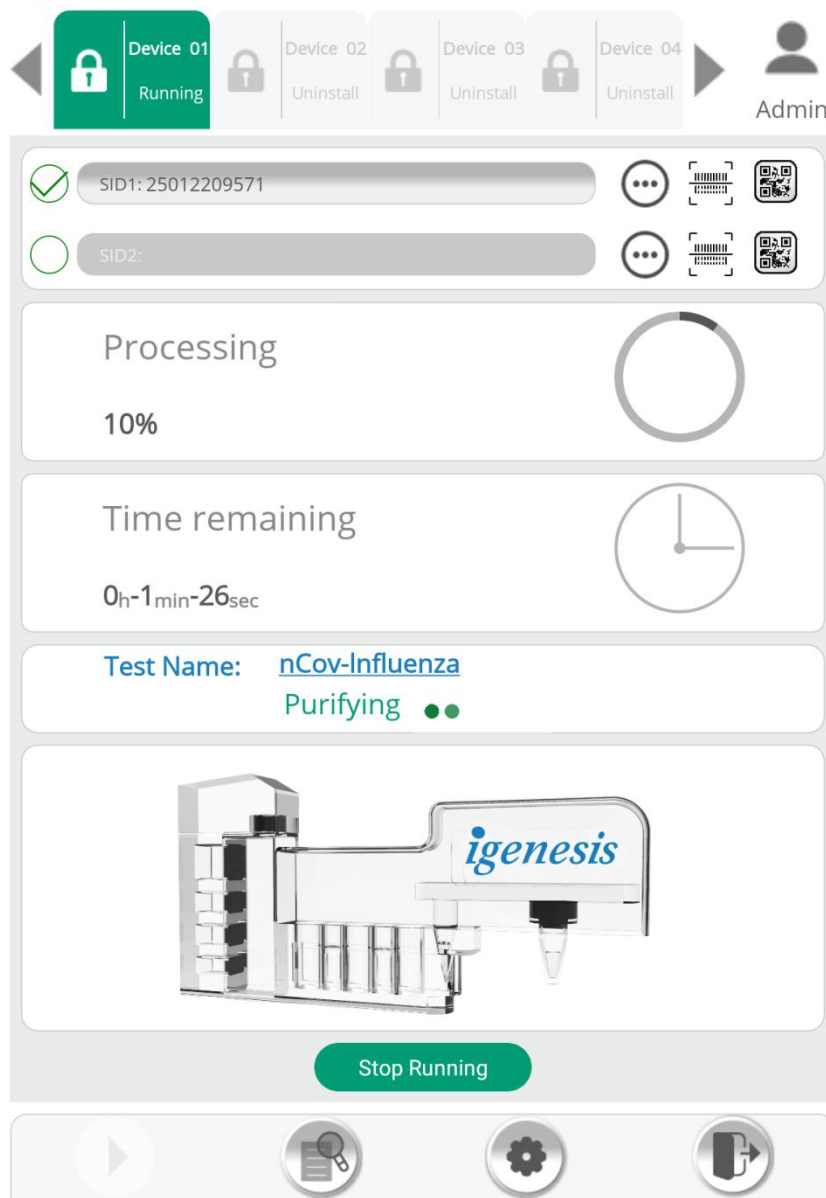 Device 01
Running
Device 02
Uninstall
Device 03
Uninstall
Device 04
Uninstall
Admin
SID1: 25012209571
SID2:
Processing
10%
Time remaining
0h-1min-26sec
Test Name: nCov-Influenza
Purifying
igenesis
Stop Running